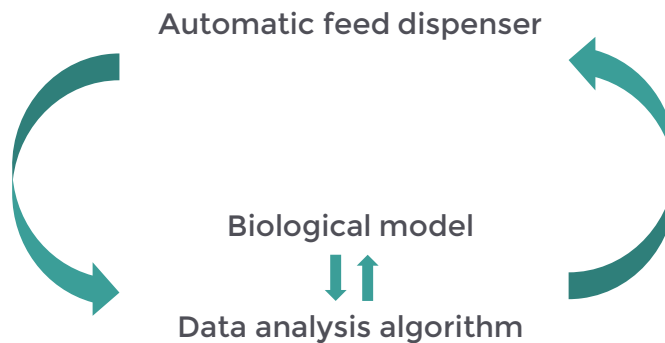 Automatic feed dispenser
Biological model
Data analysis algorithm